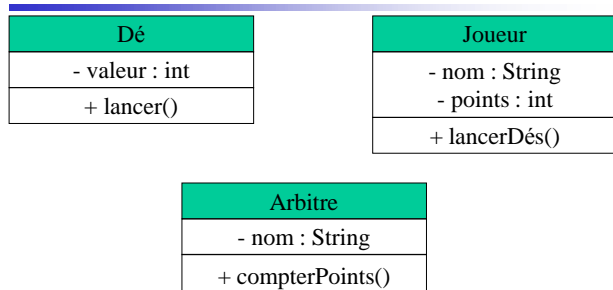 Dé
- valeur : int
+ lancer()
Joueur
- nom : String
- points : int
+ lancerDés()
Arbitre
- nom : String
+ compterPoints()